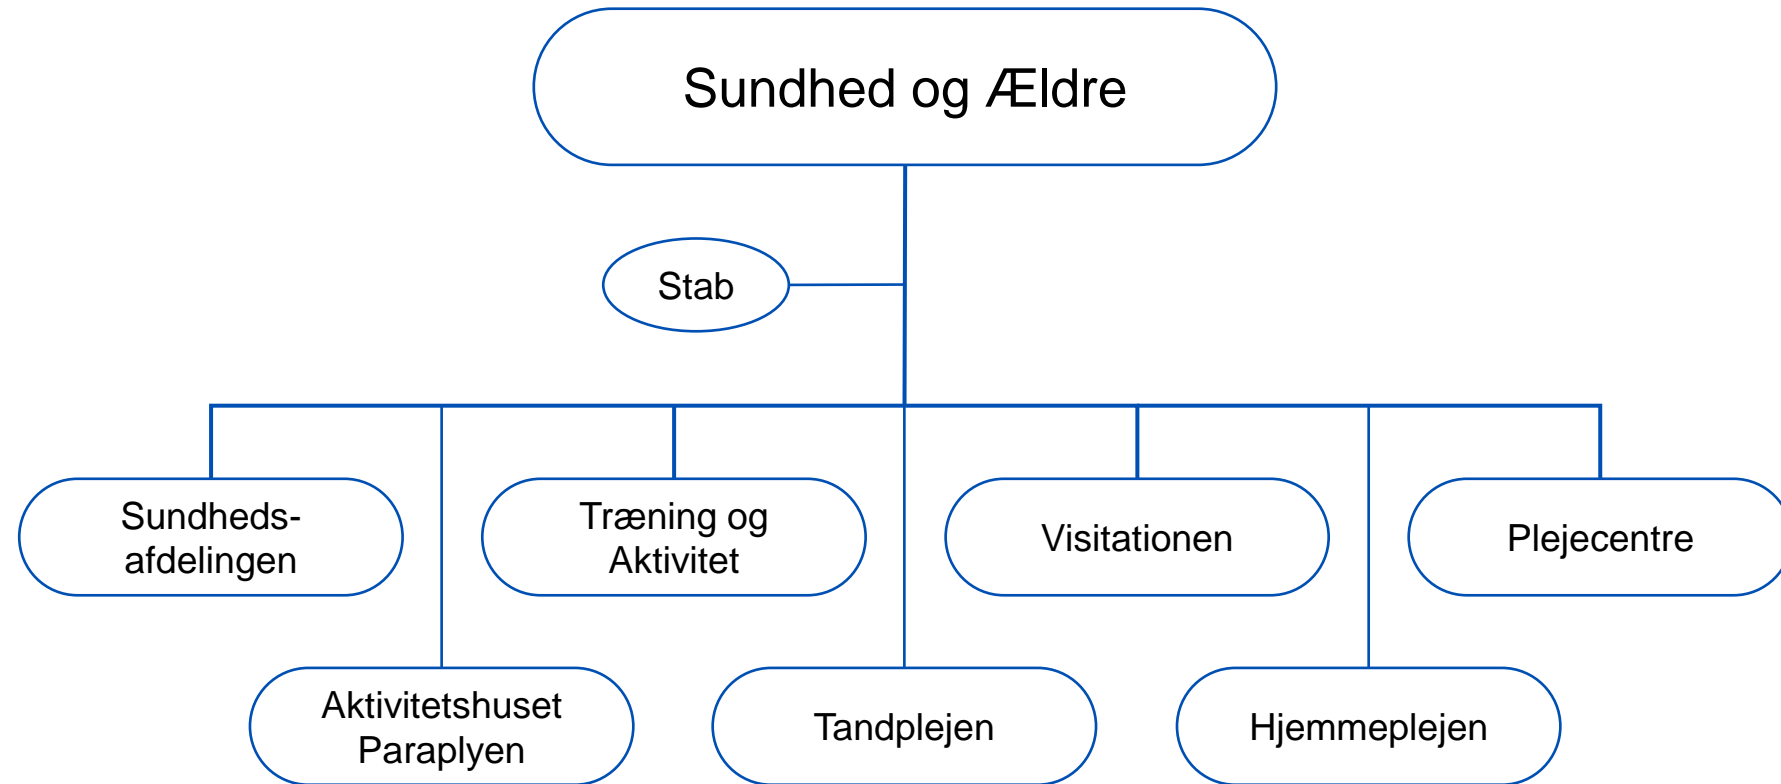 Sundhed og Ældre
Stab
Sundheds-
afdelingen
Træning og
Aktivitet
Visitationen
Plejecentre
Aktivitetshuset
Paraplyen
Tandplejen
Hjemmeplejen